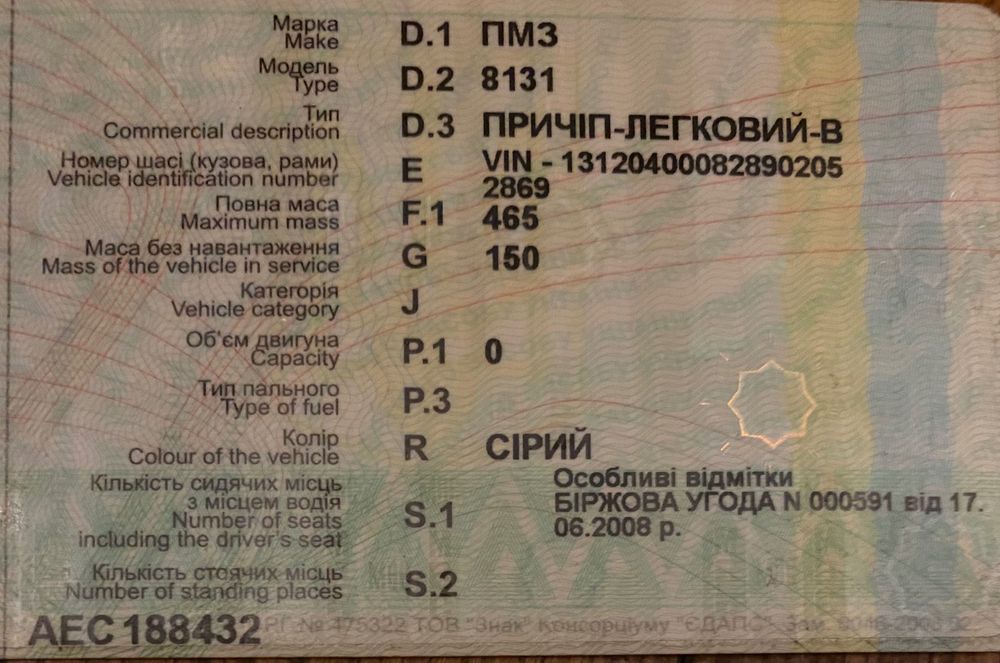 Марка
Make D.1 ПМЗ
Модель
Type D.2 8131
Тип
Commercial description D.3 ПРИЧІП-ЛЕГКОВИЙ-В
Номер шасі (кузова, рами)
Vehicle identification number E VIN - 13120400082890205
2869
Повна маса
Maximum mass F.1 465
Маса без навантаження
Mass of the vehicle in service G 150
Категорія
Vehicle category J
Об'єм двигуна
Capacity P.1 0
Тип пального
Type of fuel P.3
Колір
Colour of the vehicle R СІРИЙ
Кількість сидячих місць
з місцем водія
Number of seats
including the driver's seat S.1
Особливі відмітки
БІРЖОВА УГОДА N 000591 від 17.
06.2008 р.
Кількість стоячих місць
Number of standing places S.2
АЕС 188432
№ 475322 ТОВ "Знак" Консорціуму "ЄДАПС"